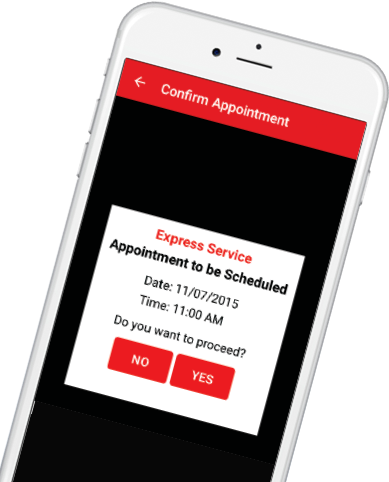 Confirm Appointment
Express Service
Appointment to be Scheduled
Date: 11/07/2015
Time: 11:00 AM
Do you want to proceed?
NO YES